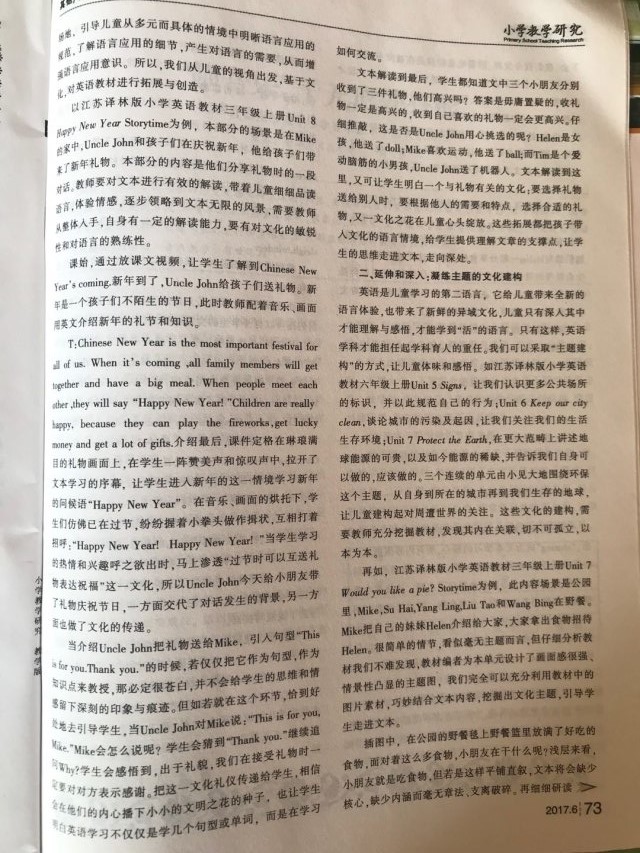 小学教学研究
Primary School Teaching Research
场地，引导儿童从多元而具体的情境中明晰语言应用的
规范，了解语言应用的细节，产生对语言的需要，从而增
强语言应用意识。所以，我们从儿童的视角出发，基于文
化，对英语教材进行拓展与创造。
以江苏译林版小学英语教材三年级上册Unit 8
Happy New Year Storytime为例，本部分的场景是在Mike
的家中，Uncle John和孩子们在庆祝新年，他给孩子们带
来了新年礼物。本部分的内容是他们分享礼物时的一段
对话。教师要对文本进行有效的解读，带着儿童细细品读
语言，体验情感，逐步领略到文本无限的风景，需要教师
从整体人手，自身有一定的解读能力，要有对文化的敏锐
性和对语言的熟练性。
课始，通过放课文视频，让学生了解到Chinese New
Year's coming.新年到了，Uncle John给孩子们送礼物。新
年是一个孩子们不陌生的节日，此时教师配着音乐、画面
用英文介绍新年的礼节和知识。
T:Chinese New Year is the most important festival for
all of us. When it's coming ,all family members will get
together and have a big meal. When people meet each
other ,they will say “Happy New Year! ”Children are really
happy, because they can play the fireworks,get lucky
money and get a lot of gifts.介绍最后，课件定格在琳琅满
目的礼物画面上，在学生一阵赞美声和惊叹声中，拉开了
文本学习的序幕，让学生进入新年的这一情境学习新年
的问候语“Happy New Year”。在音乐、画面的烘托下，学
生们仿佛已在过节，纷纷握着小拳头做作揖状，互相打着
招呼：“Happy New Year! Happy New Year! ”当学生学习
的热情和兴趣呼之欲出时，马上渗透“过节时可以互送礼
物表达祝福”这一文化，所以Uncle John今天给小朋友带
了礼物庆祝节日，一方面交代了对话发生的背景，另一方
面也做了文化的传递。
当介绍Uncle John把礼物送给Mike，引入句型“This
is for you.Thank you.”的时候，若仅仅把它作为句型，作为
知识点来教授，那必定很苍白，并不会给学生的思维和情
感留下深刻的印象与痕迹。但如若就在这个环节，恰到好
处地去引导学生，当Uncle John对Mike说：“This is for you,
Mike.”Mike会怎么说呢？学生会猜到“Thank you.”继续追
问Why?学生会感悟到，出于礼貌，我们在接受礼物时一
定要对对方表示感谢。把这一文化礼仪传递给学生，相信
会在他们的内心播下小小的文明之花的种子，也让学生
明白英语学习不仅仅是学几个句型或单词，而是在学习
如何交流。
文本解读到最后，学生都知道文中三个小朋友分别
收到了三件礼物，他们高兴吗？答案是毋庸置疑的，收礼
物一定是高兴的，收到自己喜欢的礼物一定会更高兴。仔
细推敲，这是否是Uncle John用心挑选的呢？Helen是女
孩，他送了doll；Mike喜欢运动，他送了ball；而Tim是个爱
动脑筋的小男孩，Uncle John送了机器人。文本解读到这
里，又可让学生明白一个与礼物有关的文化：要选择礼物
送给别人时，要根据他人的需要和特点，选择合适的礼
物，又一文化之花在儿童心头绽放。这些拓展都把孩子带
人文化的语言情境，给学生提供理解文章的支撑点，让学
生的思维走进文本，走向深处。
二、延伸和深入：凝练主题的文化建构
英语是儿童学习的第二语言，它给儿童带来全新的
语言体验，也带来了新鲜的异域文化，儿童只有深人其中
才能理解与感悟，才能学到“活”的语言。只有这样，英语
学科才能担任起学科育人的重任。我们可以采取“主题建
构”的方式，让儿童体味和感悟。如江苏译林版小学英语
教材六年级上册Unit 5 Signs，让我们认识更多公共场所
的标识，并以此规范自己的行为；Unit 6 Keep our city
clean，谈论城市的污染及起因，让我们关注我们的生活
生存环境；Unit 7 Protect the Earth，在更大范畴上讲述地
球能源的可贵，以及如今能源的稀缺，并告诉我们自身可
以做的，应该做的。三个连续的单元由小见大地围绕环保
这个主题，从自身到所在的城市再到我们生存的地球，
让儿童建构起对周遭世界的关注。这些文化的建构，需
要教师充分挖掘教材，发现其内在关联，切不可孤立，以
本为本。
再如，江苏译林版小学英语教材三年级上册Unit 7
Would you like a pie? Storytime为例，此内容场景是公园
里，Mike,Su Hai,Yang Ling,Liu Tao和Wang Bing在野餐。
Mike把自己的妹妹Helen介绍给大家，大家拿出食物招待
Helen。很简单的情节，看似毫无主题而言，但仔细分析教
材我们不难发现，教材编者为本单元设计了画面感很强、
情景性凸显的主题图，我们完全可以充分利用教材中的
图片素材，巧妙结合文本内容，挖掘出文化主题，引导学
生走进文本。
插图中，在公园的野餐毯上野餐篮里放满了好吃的
食物，面对着这么多食物，小朋友在干什么呢？浅层来看，
小朋友就是吃食物，但若是这样平铺直叙，文本将会缺少
核心，缺少内涵而毫无章法、支离破碎。再细细研读
2017.6 73
小学教学研究 教学版